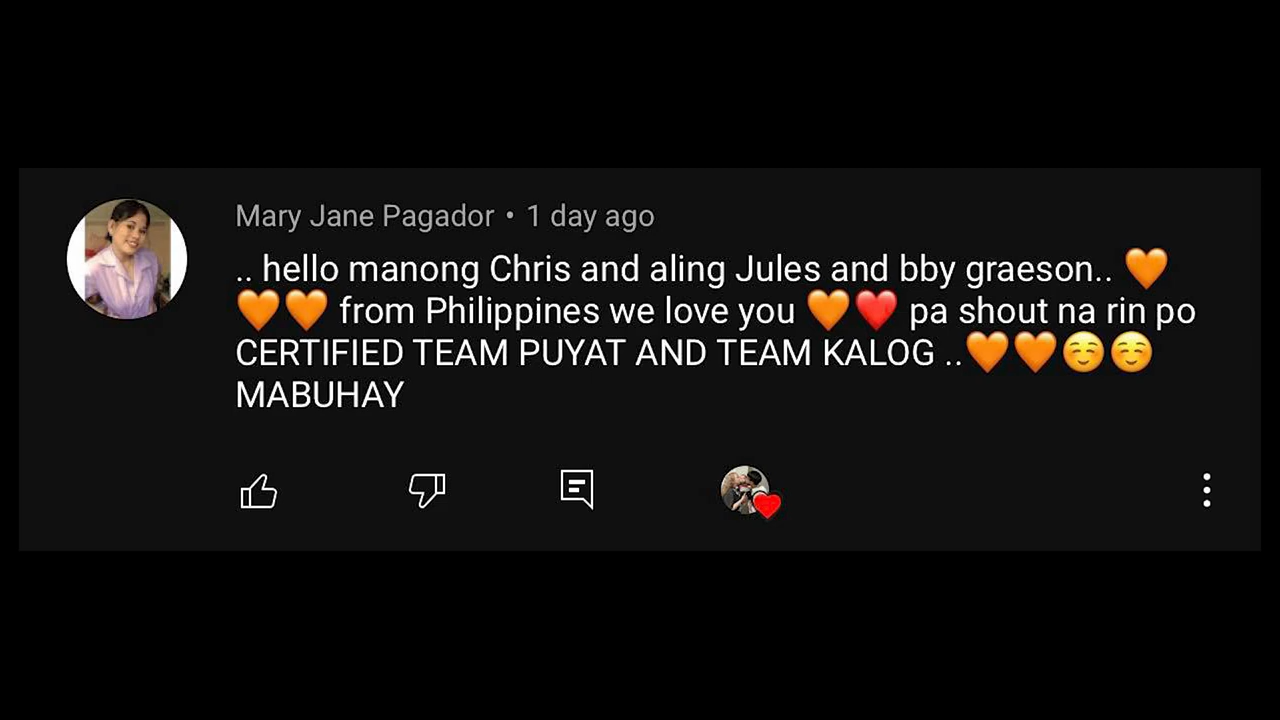 Mary Jane Pagador • 1 day ago
.. hello manong Chris and aling Jules and bby graeson.. 🧡
🧡🧡 from Philippines we love you 🧡❤️ pa shout na rin po
CERTIFIED TEAM PUYAT AND TEAM KALOG ..🧡🧡☺️☺️
MABUHAY